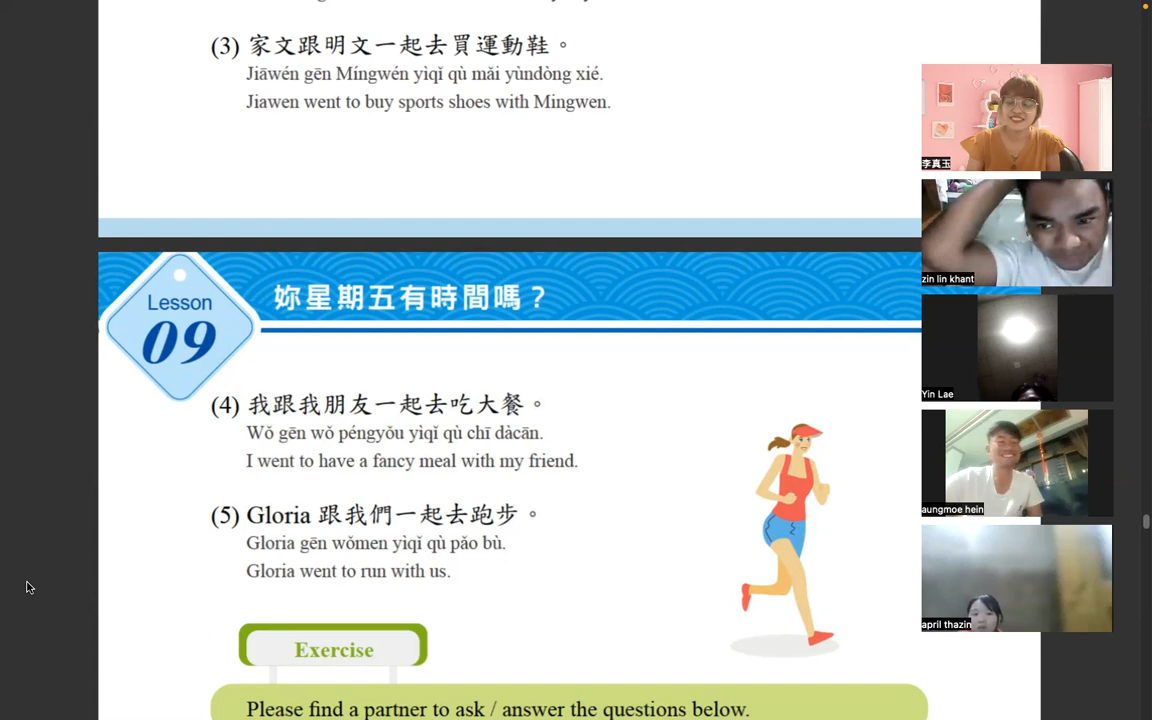 (3) 家文跟明文一起去買運動鞋。
Jiāwén gēn Míngwén yìqǐ qù mǎi yùndòng xié.
Jiawen went to buy sports shoes with Mingwen.
Lesson
09
妳星期五有時間嗎？
(4) 我跟我朋友一起去吃大餐。
Wǒ gēn wǒ péngyǒu yìqǐ qù chī dàcān.
I went to have a fancy meal with my friend.
(5) Gloria 跟我們一起去跑步。
Gloria gēn wǒmen yìqǐ qù pǎo bù.
Gloria went to run with us.
Exercise
Please find a partner to ask / answer the questions below.
李真玉
zin lin khant
Yin Lae
aungmoe hein
april thazin